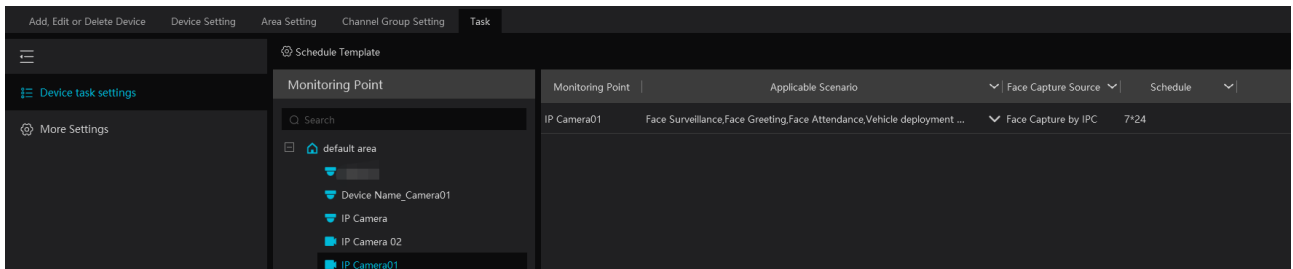 Add, Edit or Delete Device Device Setting Area Setting Channel Group Setting Task
Schedule Template
Device task settings
More Settings
Monitoring Point
Search
default area
Device Name_Camera01
IP Camera
IP Camera 02
IP Camera01
Monitoring Point Applicable Scenario Face Capture Source Schedule
IP Camera01 Face Surveillance,Face Greeting,Face Attendance,Vehicle deployment ... Face Capture by IPC 7*24